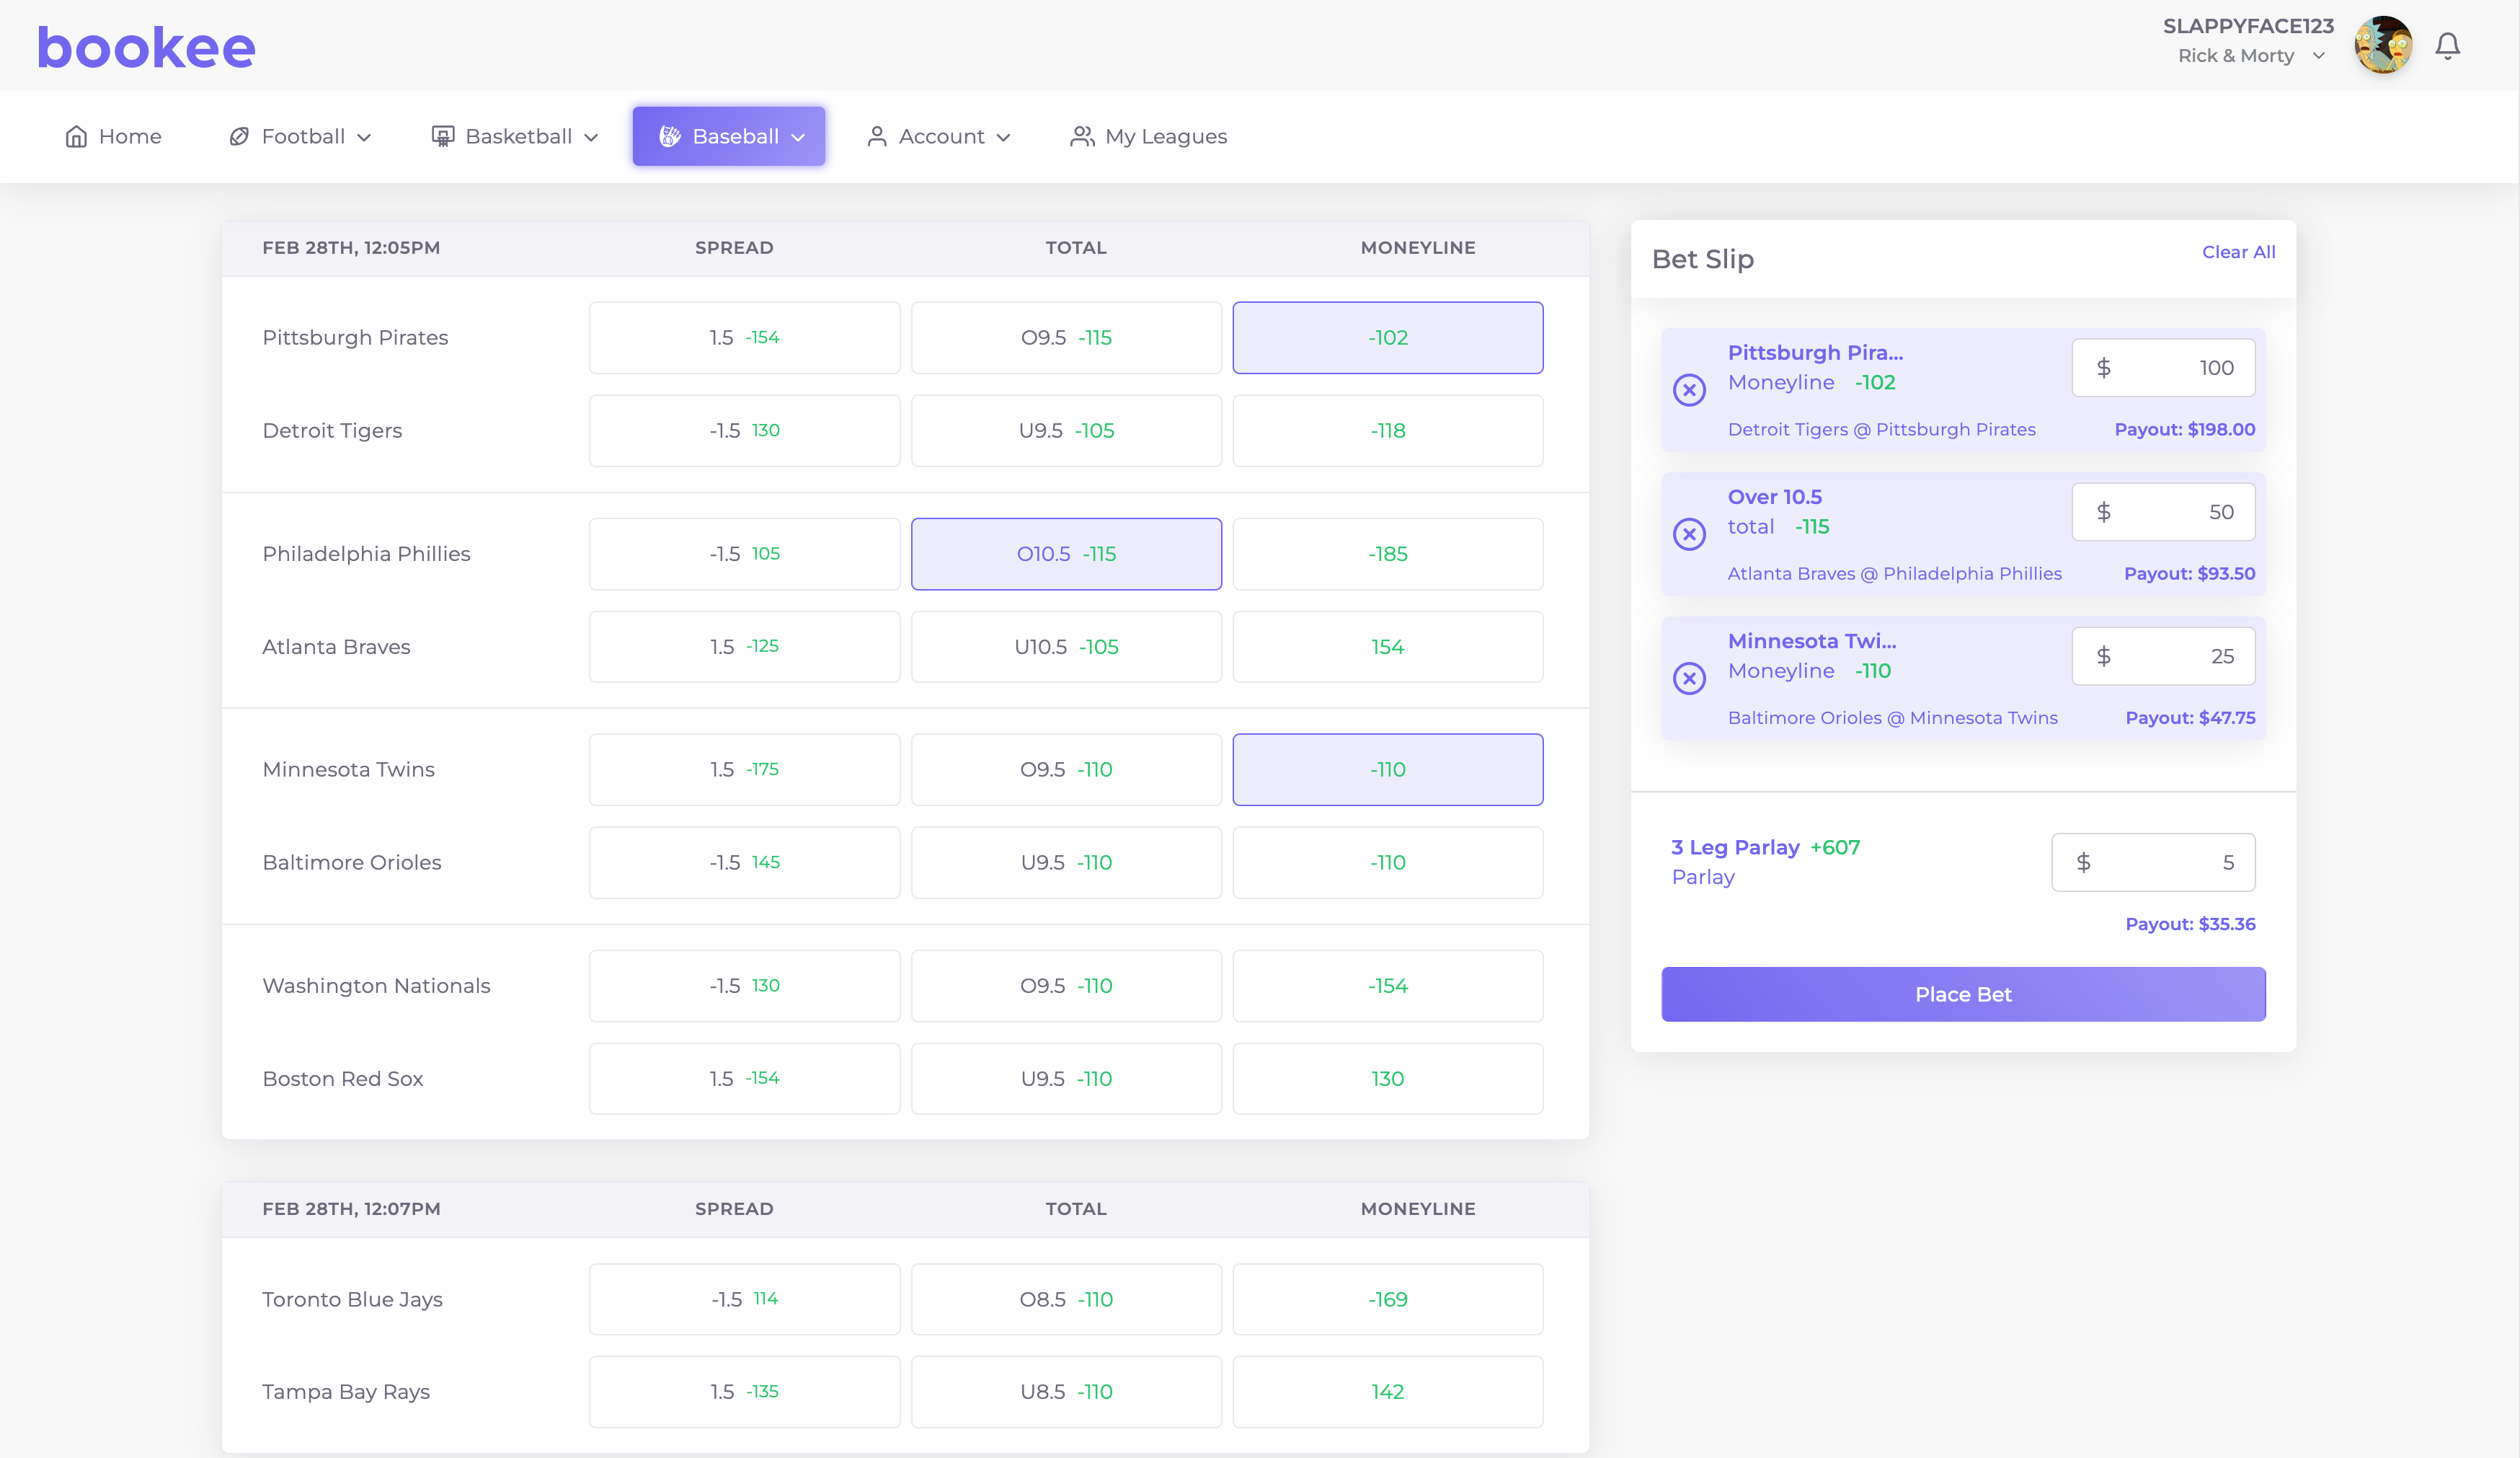 bookee
SLAPPYFACE123
Rick & Morty
Home Football Basketball Baseball Account My Leagues
FEB 28TH, 12:05PM SPREAD TOTAL MONEYLINE
Pittsburgh Pirates 1.5 -154 O9.5 -115 -102
Detroit Tigers -1.5 130 U9.5 -105 -118
Philadelphia Phillies -1.5 105 O10.5 -115 -185
Atlanta Braves 1.5 -125 U10.5 -105 154
Minnesota Twins 1.5 -175 O9.5 -110 -110
Baltimore Orioles -1.5 145 U9.5 -110 -110
Washington Nationals -1.5 130 O9.5 -110 -154
Boston Red Sox 1.5 -154 U9.5 -110 130
FEB 28TH, 12:07PM SPREAD TOTAL MONEYLINE
Toronto Blue Jays -1.5 114 O8.5 -110 -169
Tampa Bay Rays 1.5 -135 U8.5 -110 142
Bet Slip Clear All
Pittsburgh Pira...
Moneyline -102
$ 100
Detroit Tigers @ Pittsburgh Pirates Payout: $198.00
Over 10.5
total -115
$ 50
Atlanta Braves @ Philadelphia Phillies Payout: $93.50
Minnesota Twi...
Moneyline -110
$ 25
Baltimore Orioles @ Minnesota Twins Payout: $47.75
3 Leg Parlay +607
Parlay
$ 5
Payout: $35.36
Place Bet